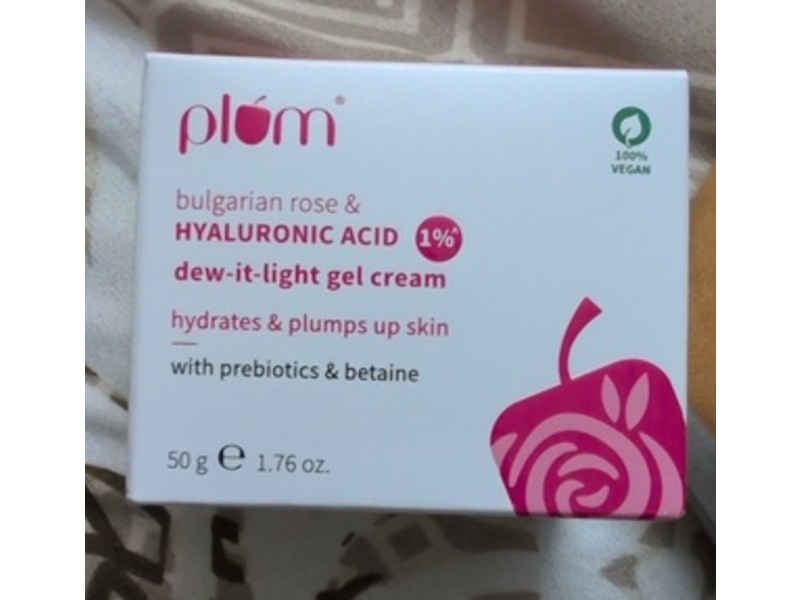 plum®
100%
VEGAN
bulgarian rose &
HYALURONIC ACID 1%^
dew-it-light gel cream
hydrates & plumps up skin
with prebiotics & betaine
50 g ℮ 1.76 oz.